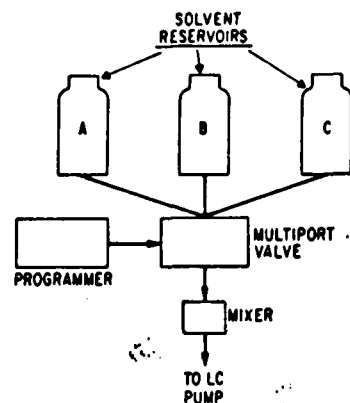 SOLVENT
RESERVOIRS
A
B
C
MULTIPORT
VALVE
PROGRAMMER
MIXER
TO LC
PUMP